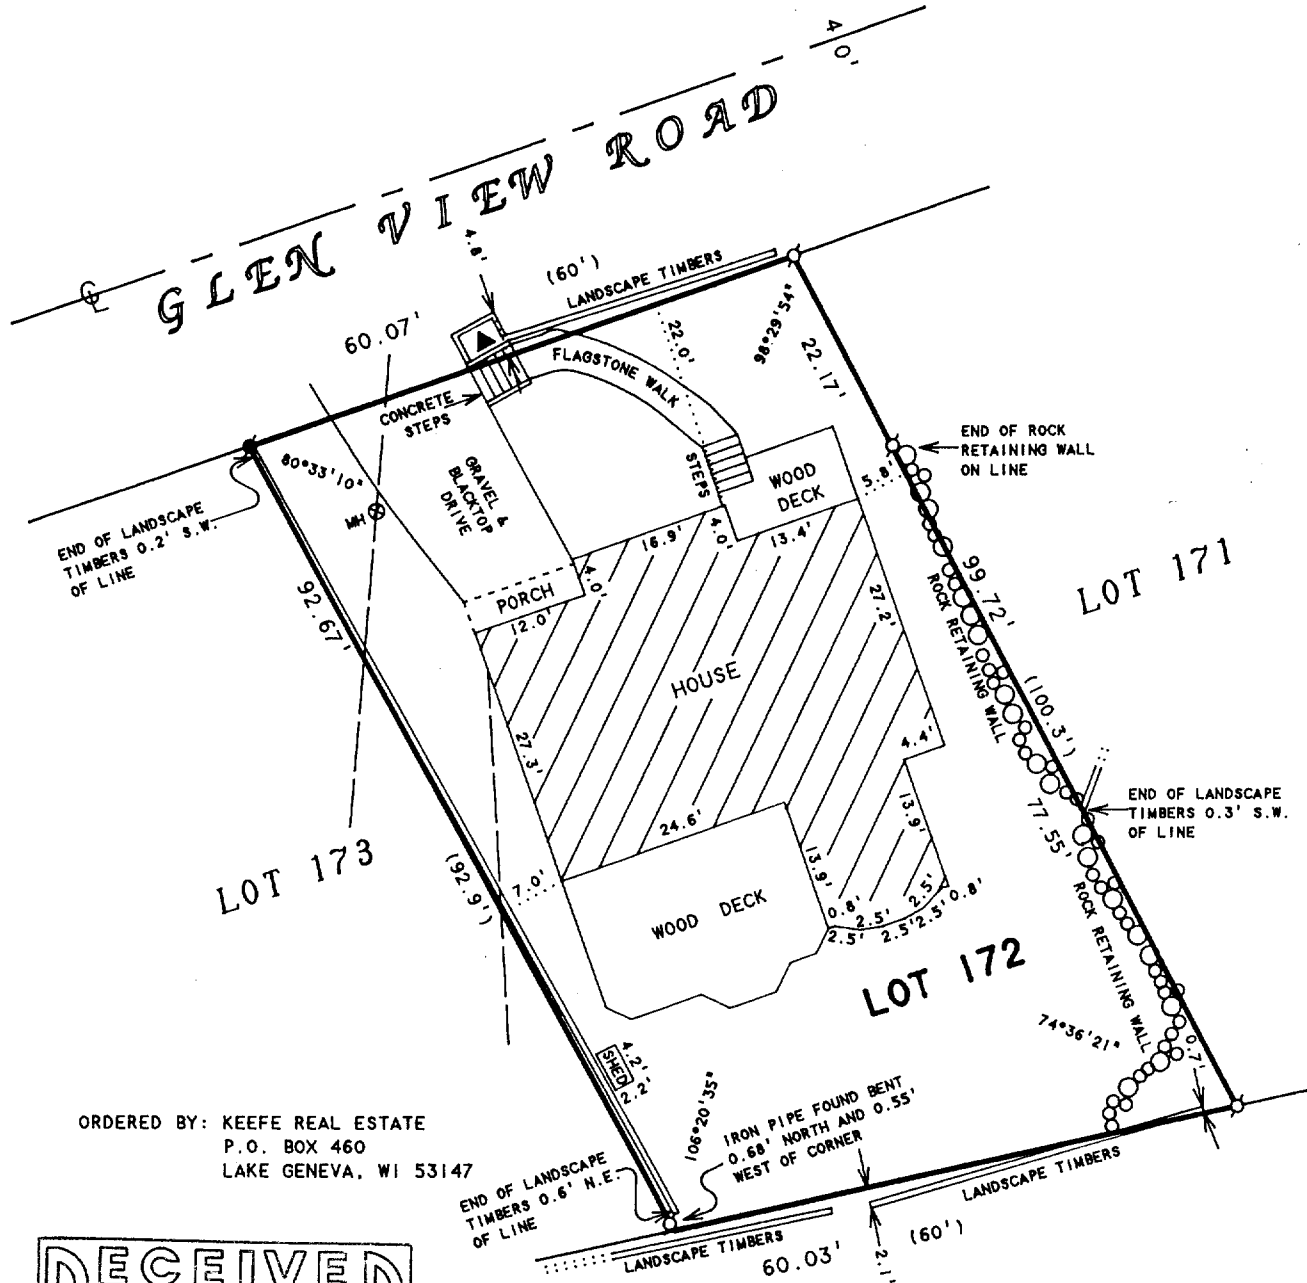 40'
C L
GLEN VIEW ROAD
4.8'
(60')
LANDSCAPE TIMBERS
60.07'
22.0'
98°29'54"
22.17'
FLAGSTONE WALK
CONCRETE
STEPS
END OF ROCK
RETAINING WALL
ON LINE
80°33'10"
GRAVEL &
BLACKTOP
DRIVE
STEPS
WOOD
DECK
5.8'
MH
END OF LANDSCAPE
TIMBERS 0.2' S.W.
OF LINE
16.9'
4.0'
13.4'
92.67'
PORCH
4.0'
12.0'
27.2'
99.72'
ROCK RETAINING WALL
LOT 171
HOUSE
(100.3')
27.3'
4.4'
24.6'
13.9'
77.55'
END OF LANDSCAPE
TIMBERS 0.3' S.W.
OF LINE
LOT 173
(92.9')
7.0'
13.9'
WOOD DECK
0.8'
2.5'
2.5'
0.8'
2.5'
2.5'
2.5'
ROCK RETAINING WALL
LOT 172
74°36'21"
0.7'
SHED
4.2'
2.2'
106°20'35"
IRON PIPE FOUND BENT
0.68' NORTH AND 0.55'
WEST OF CORNER
ORDERED BY: KEEFE REAL ESTATE
P.O. BOX 460
LAKE GENEVA, WI 53147
END OF LANDSCAPE
TIMBERS 0.6' N.E.
OF LINE
LANDSCAPE TIMBERS
LANDSCAPE TIMBERS
60.03'
(60')
2.1'
RECEIVED